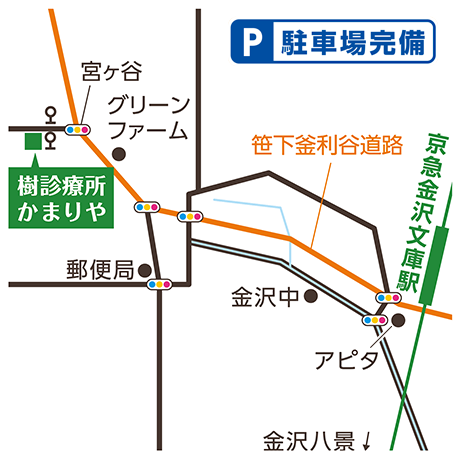 P 駐車場完備
宮ヶ谷
グリーン
ファーム
笹下釜利谷道路
京急金沢文庫駅
樹診療所
かまりや
郵便局
金沢中
アピタ
金沢八景↓